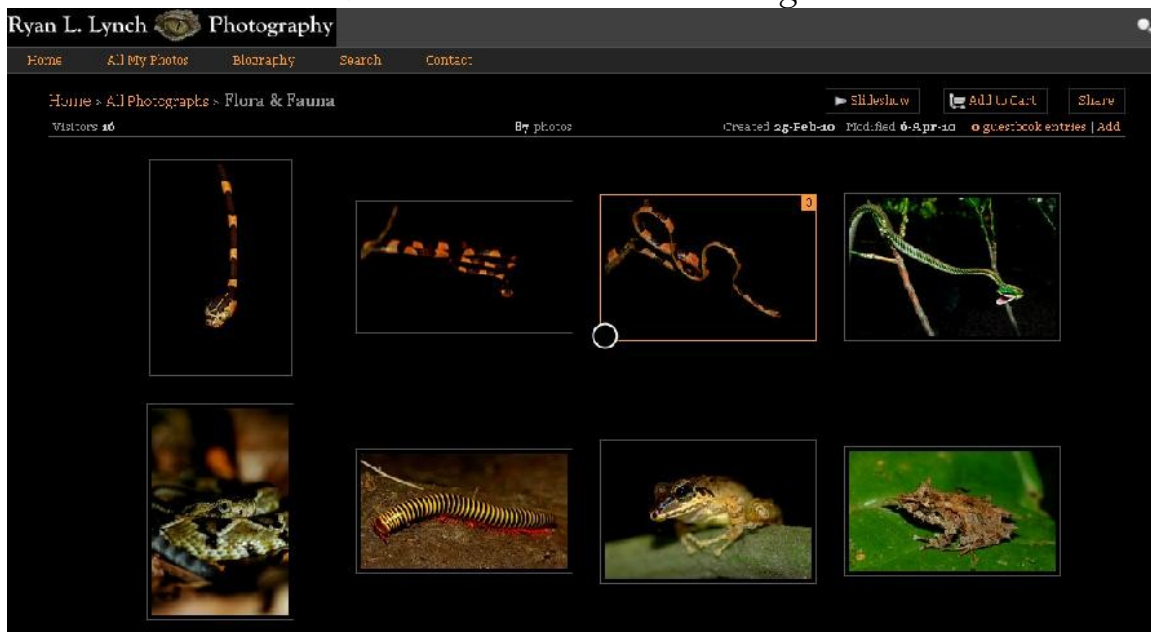 Ryan L. Lynch Photography
Home All My Photos Biography Search Contact
Home > All Photographs > Flora & Fauna Slideshow Add to Cart Share
Visitors 16 87 photos Created 25-Feb-10 Modified 6-Apr-10 0 guestbook entries | Add